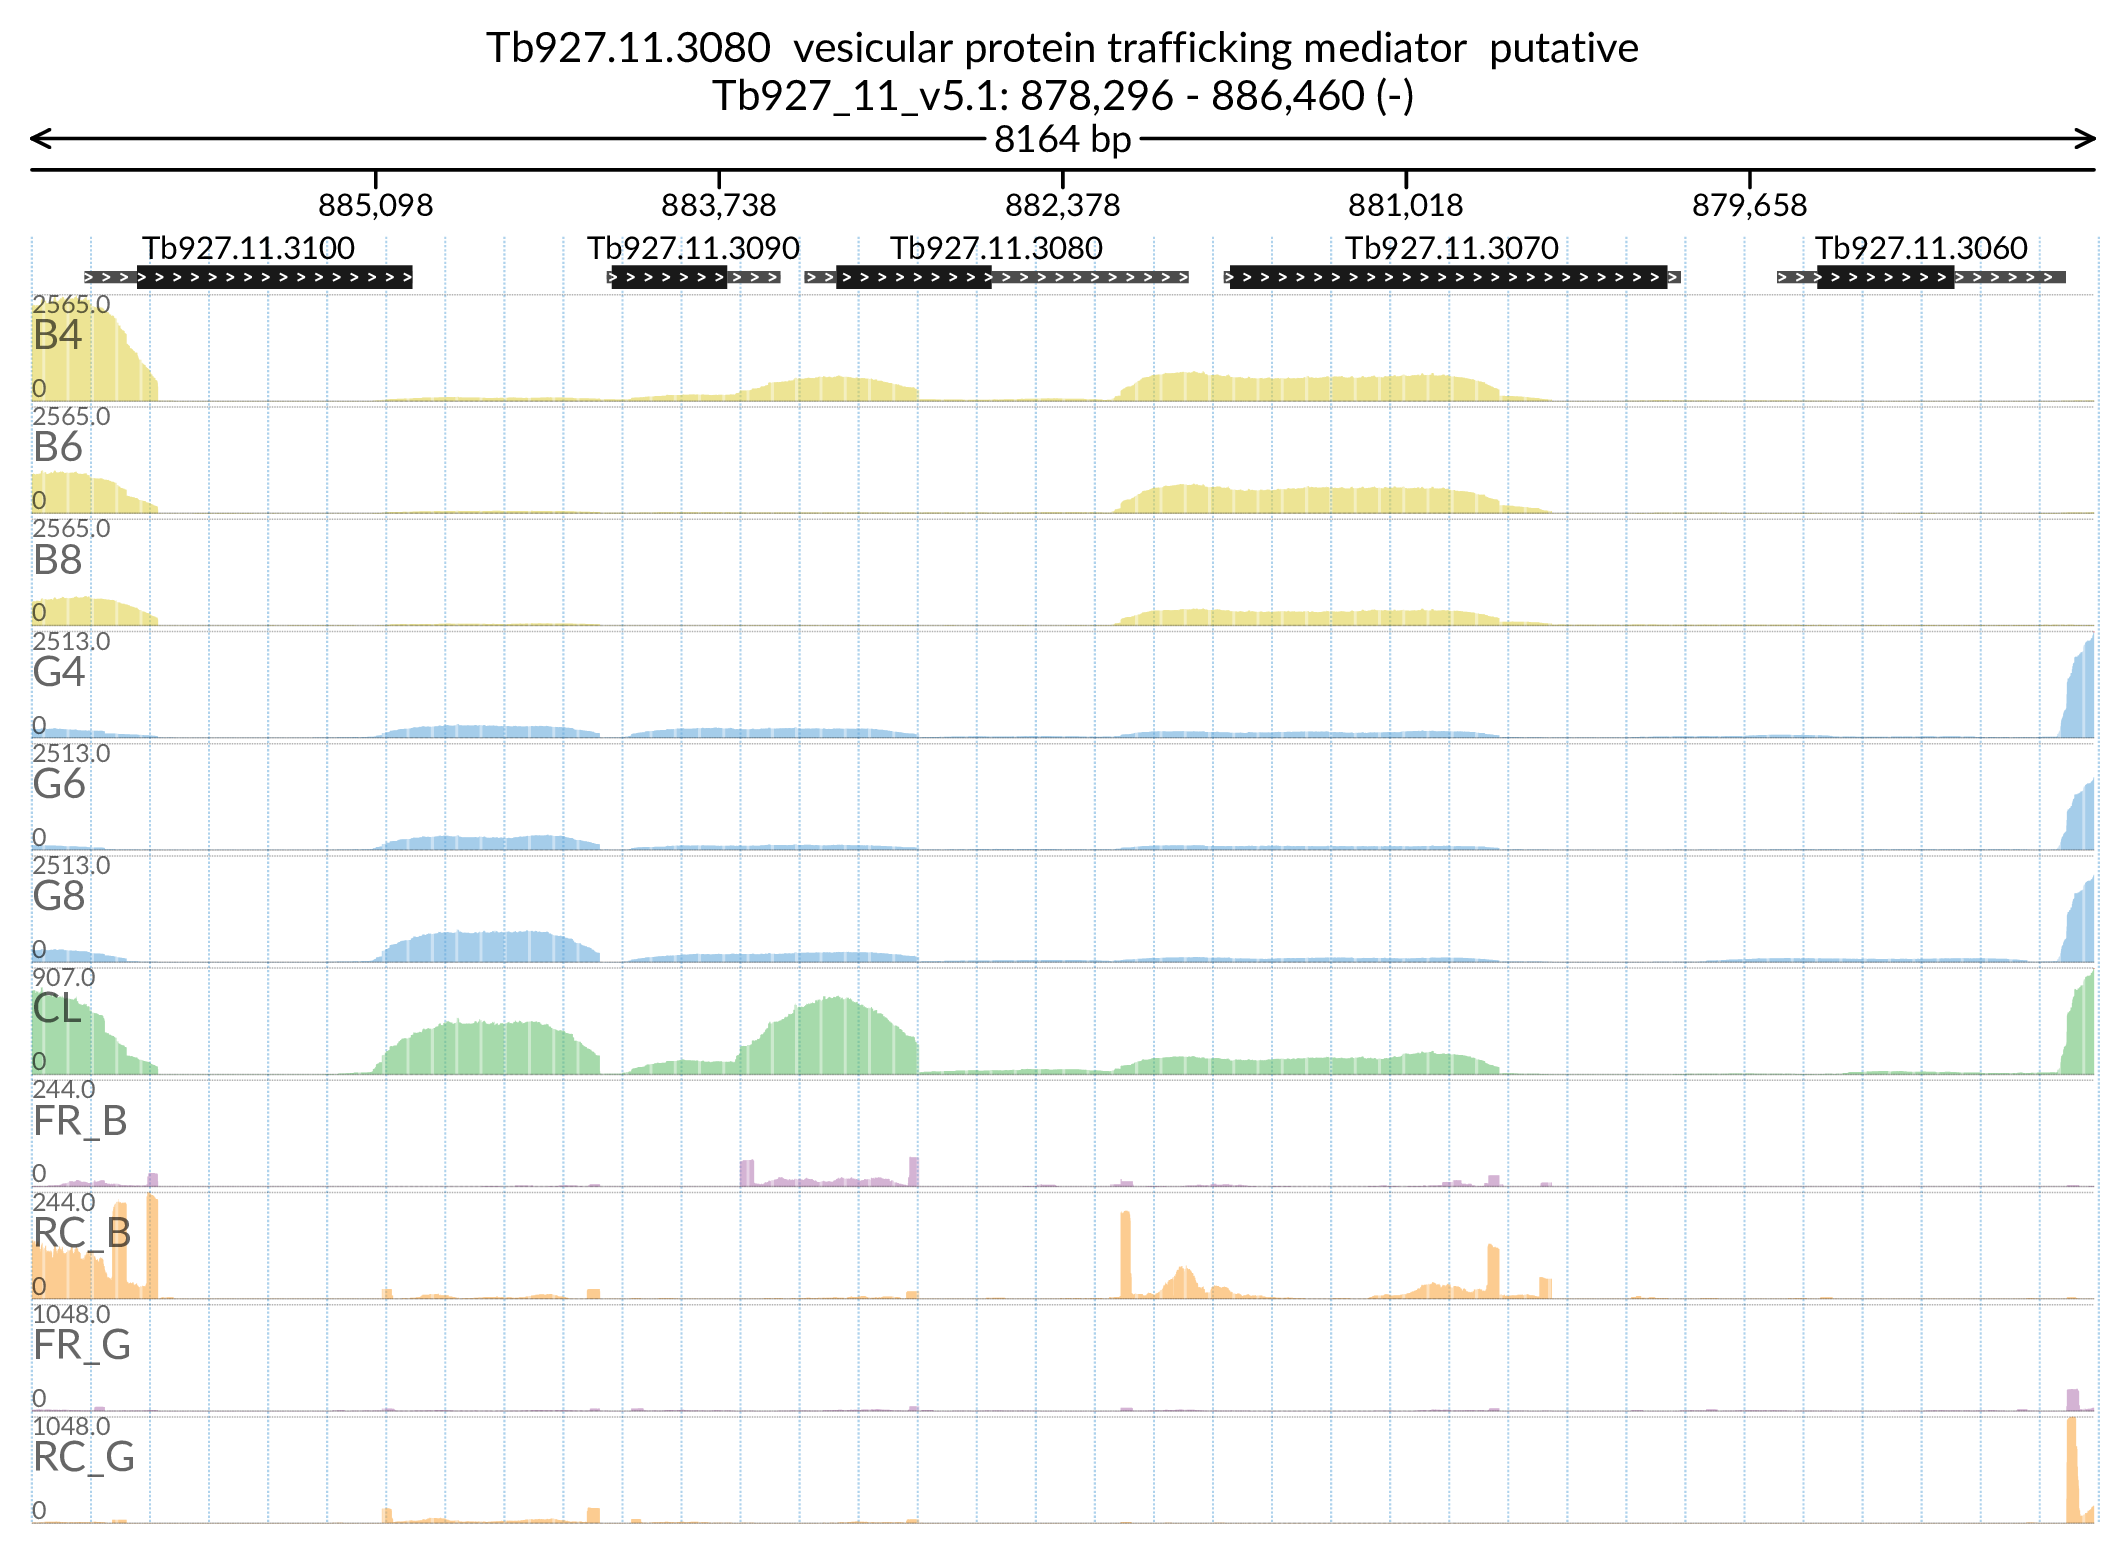 Tb927.11.3080  vesicular protein trafficking mediator  putative
Tb927_11_v5.1: 878,296 - 886,460 (-)
8164 bp
885,098 883,738 882,378 881,018 879,658
Tb927.11.3100 Tb927.11.3090 Tb927.11.3080 Tb927.11.3070 Tb927.11.3060
2565.0
B4
0
2565.0
B6
0
2565.0
B8
0
2513.0
G4
0
2513.0
G6
0
2513.0
G8
0
907.0
CL
0
244.0
FR_B
0
244.0
RC_B
0
1048.0
FR_G
0
1048.0
RC_G
0